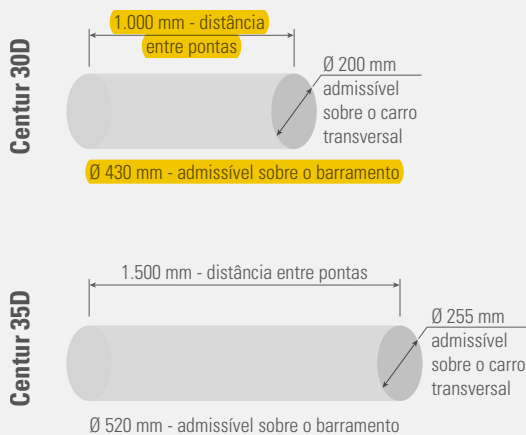 Centur 30D
1.000 mm - distância
entre pontas
Ø 200 mm
admissível
sobre o carro
transversal
Ø 430 mm - admissível sobre o barramento
Centur 35D
1.500 mm - distância entre pontas
Ø 255 mm
admissível
sobre o carro
transversal
Ø 520 mm - admissível sobre o barramento